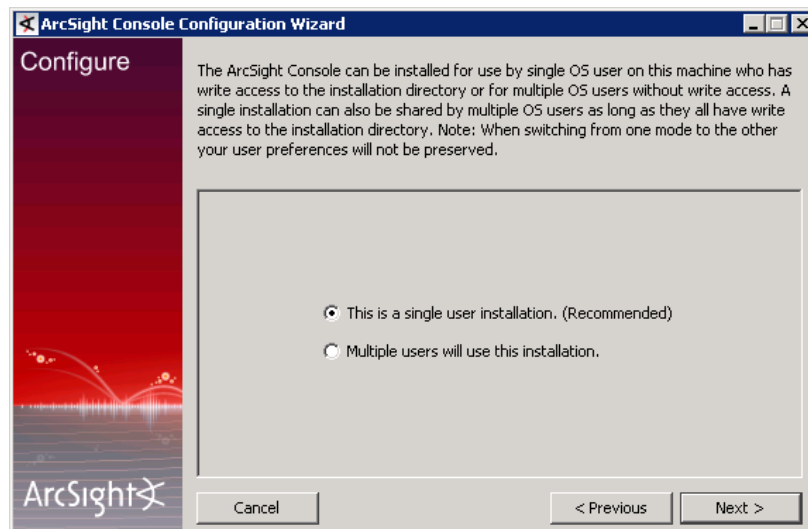 ArcSight Console Configuration Wizard
Configure
The ArcSight Console can be installed for use by single OS user on this machine who has
write access to the installation directory or for multiple OS users without write access. A
single installation can also be shared by multiple OS users as long as they all have write
access to the installation directory. Note: When switching from one mode to the other
your user preferences will not be preserved.
This is a single user installation. (Recommended)
Multiple users will use this installation.
ArcSight
Cancel
< Previous
Next >